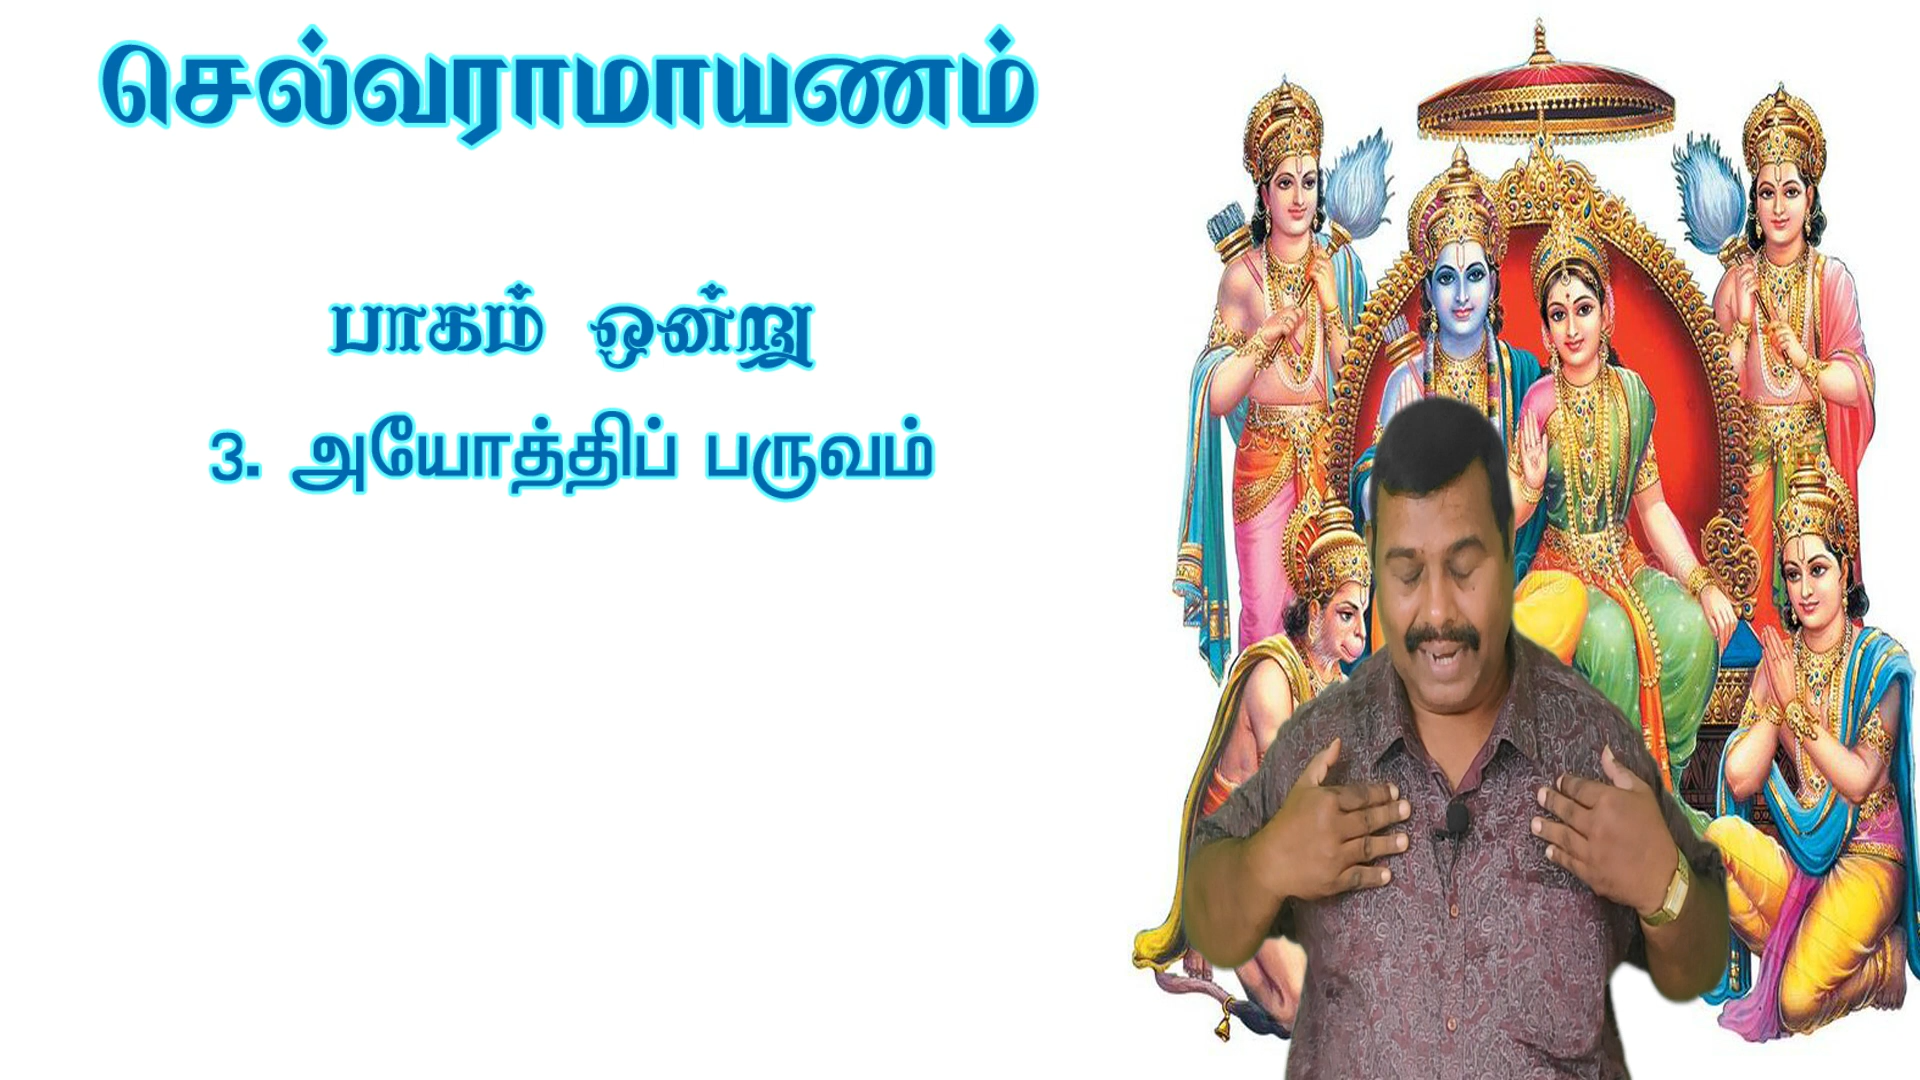 செல்வராமாயணம்
பாகம் ஒன்று
3. அயோத்திப் பருவம்